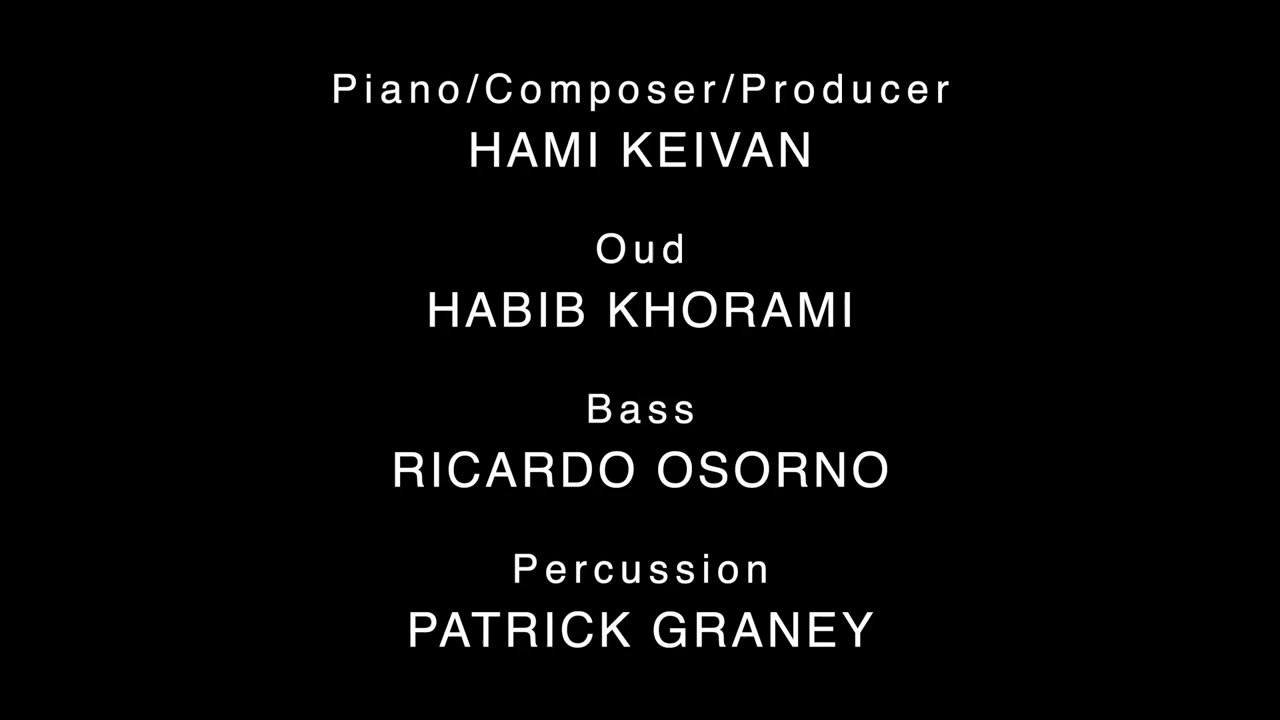 Piano/Composer/Producer
HAMI KEIVAN
Oud
HABIB KHORAMI
Bass
RICARDO OSORNO
Percussion
PATRICK GRANEY